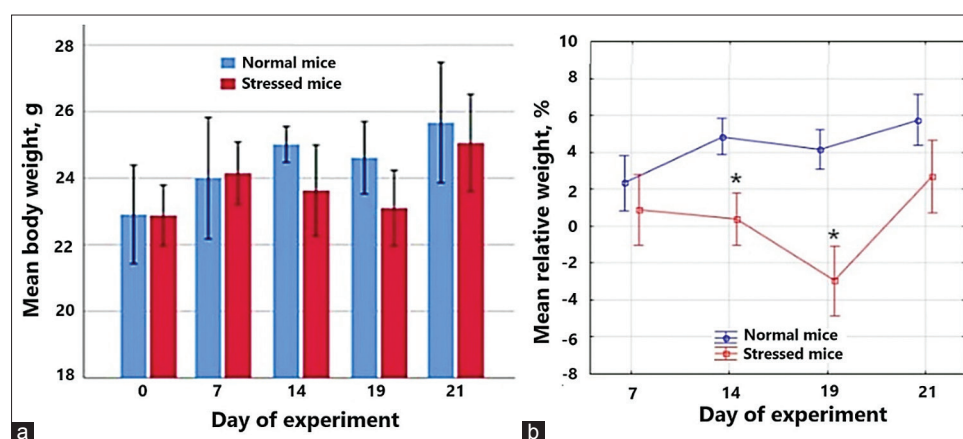 28
26
24
22
20
18
Mean body weight, g
Normal mice
Stressed mice
0 7 14 19 21
Day of experiment
a
10
8
6
4
2
0
-2
-4
-6
-8
Mean relative weight, %
*
*
Normal mice
Stressed mice
7 14 19 21
Day of experiment
b